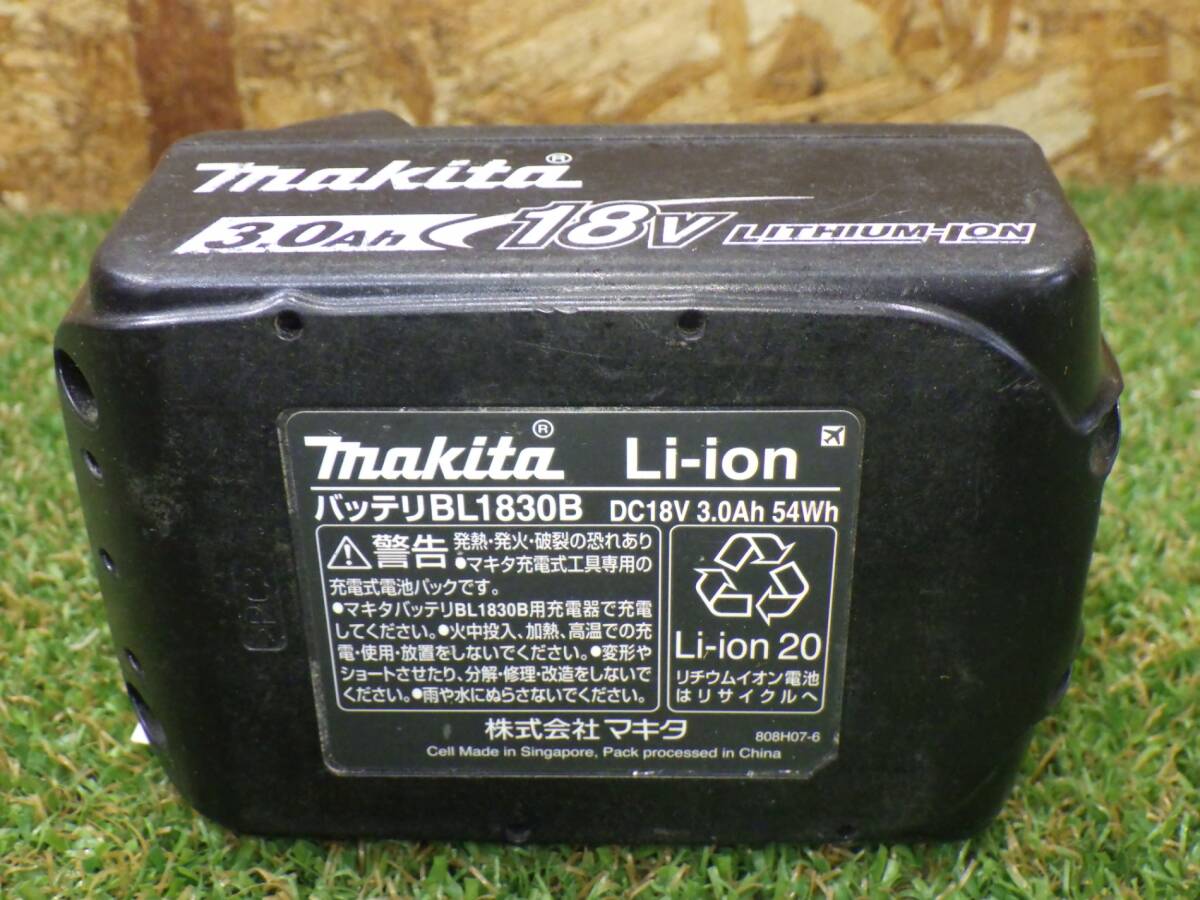 makita®
3.0Ah 18V LITHIUM-ION
makita® Li-ion
バッテリBL1830B DC18V 3.0Ah 54Wh
警告 発熱・発火・破裂の恐れあり
●マキタ充電式工具専用の
充電式電池パックです。
●マキタバッテリBL1830B用充電器で充電
してください。●火中投入、加熱、高温での充
電・使用・放置をしないでください。●変形や
ショートさせたり、分解・修理・改造をしないで
ください。●雨や水にぬらさないでください。
Li-ion 20
リチウムイオン電池
はリサイクルへ
株式会社 マキタ
808H07-6
Cell Made in Singapore, Pack processed in China